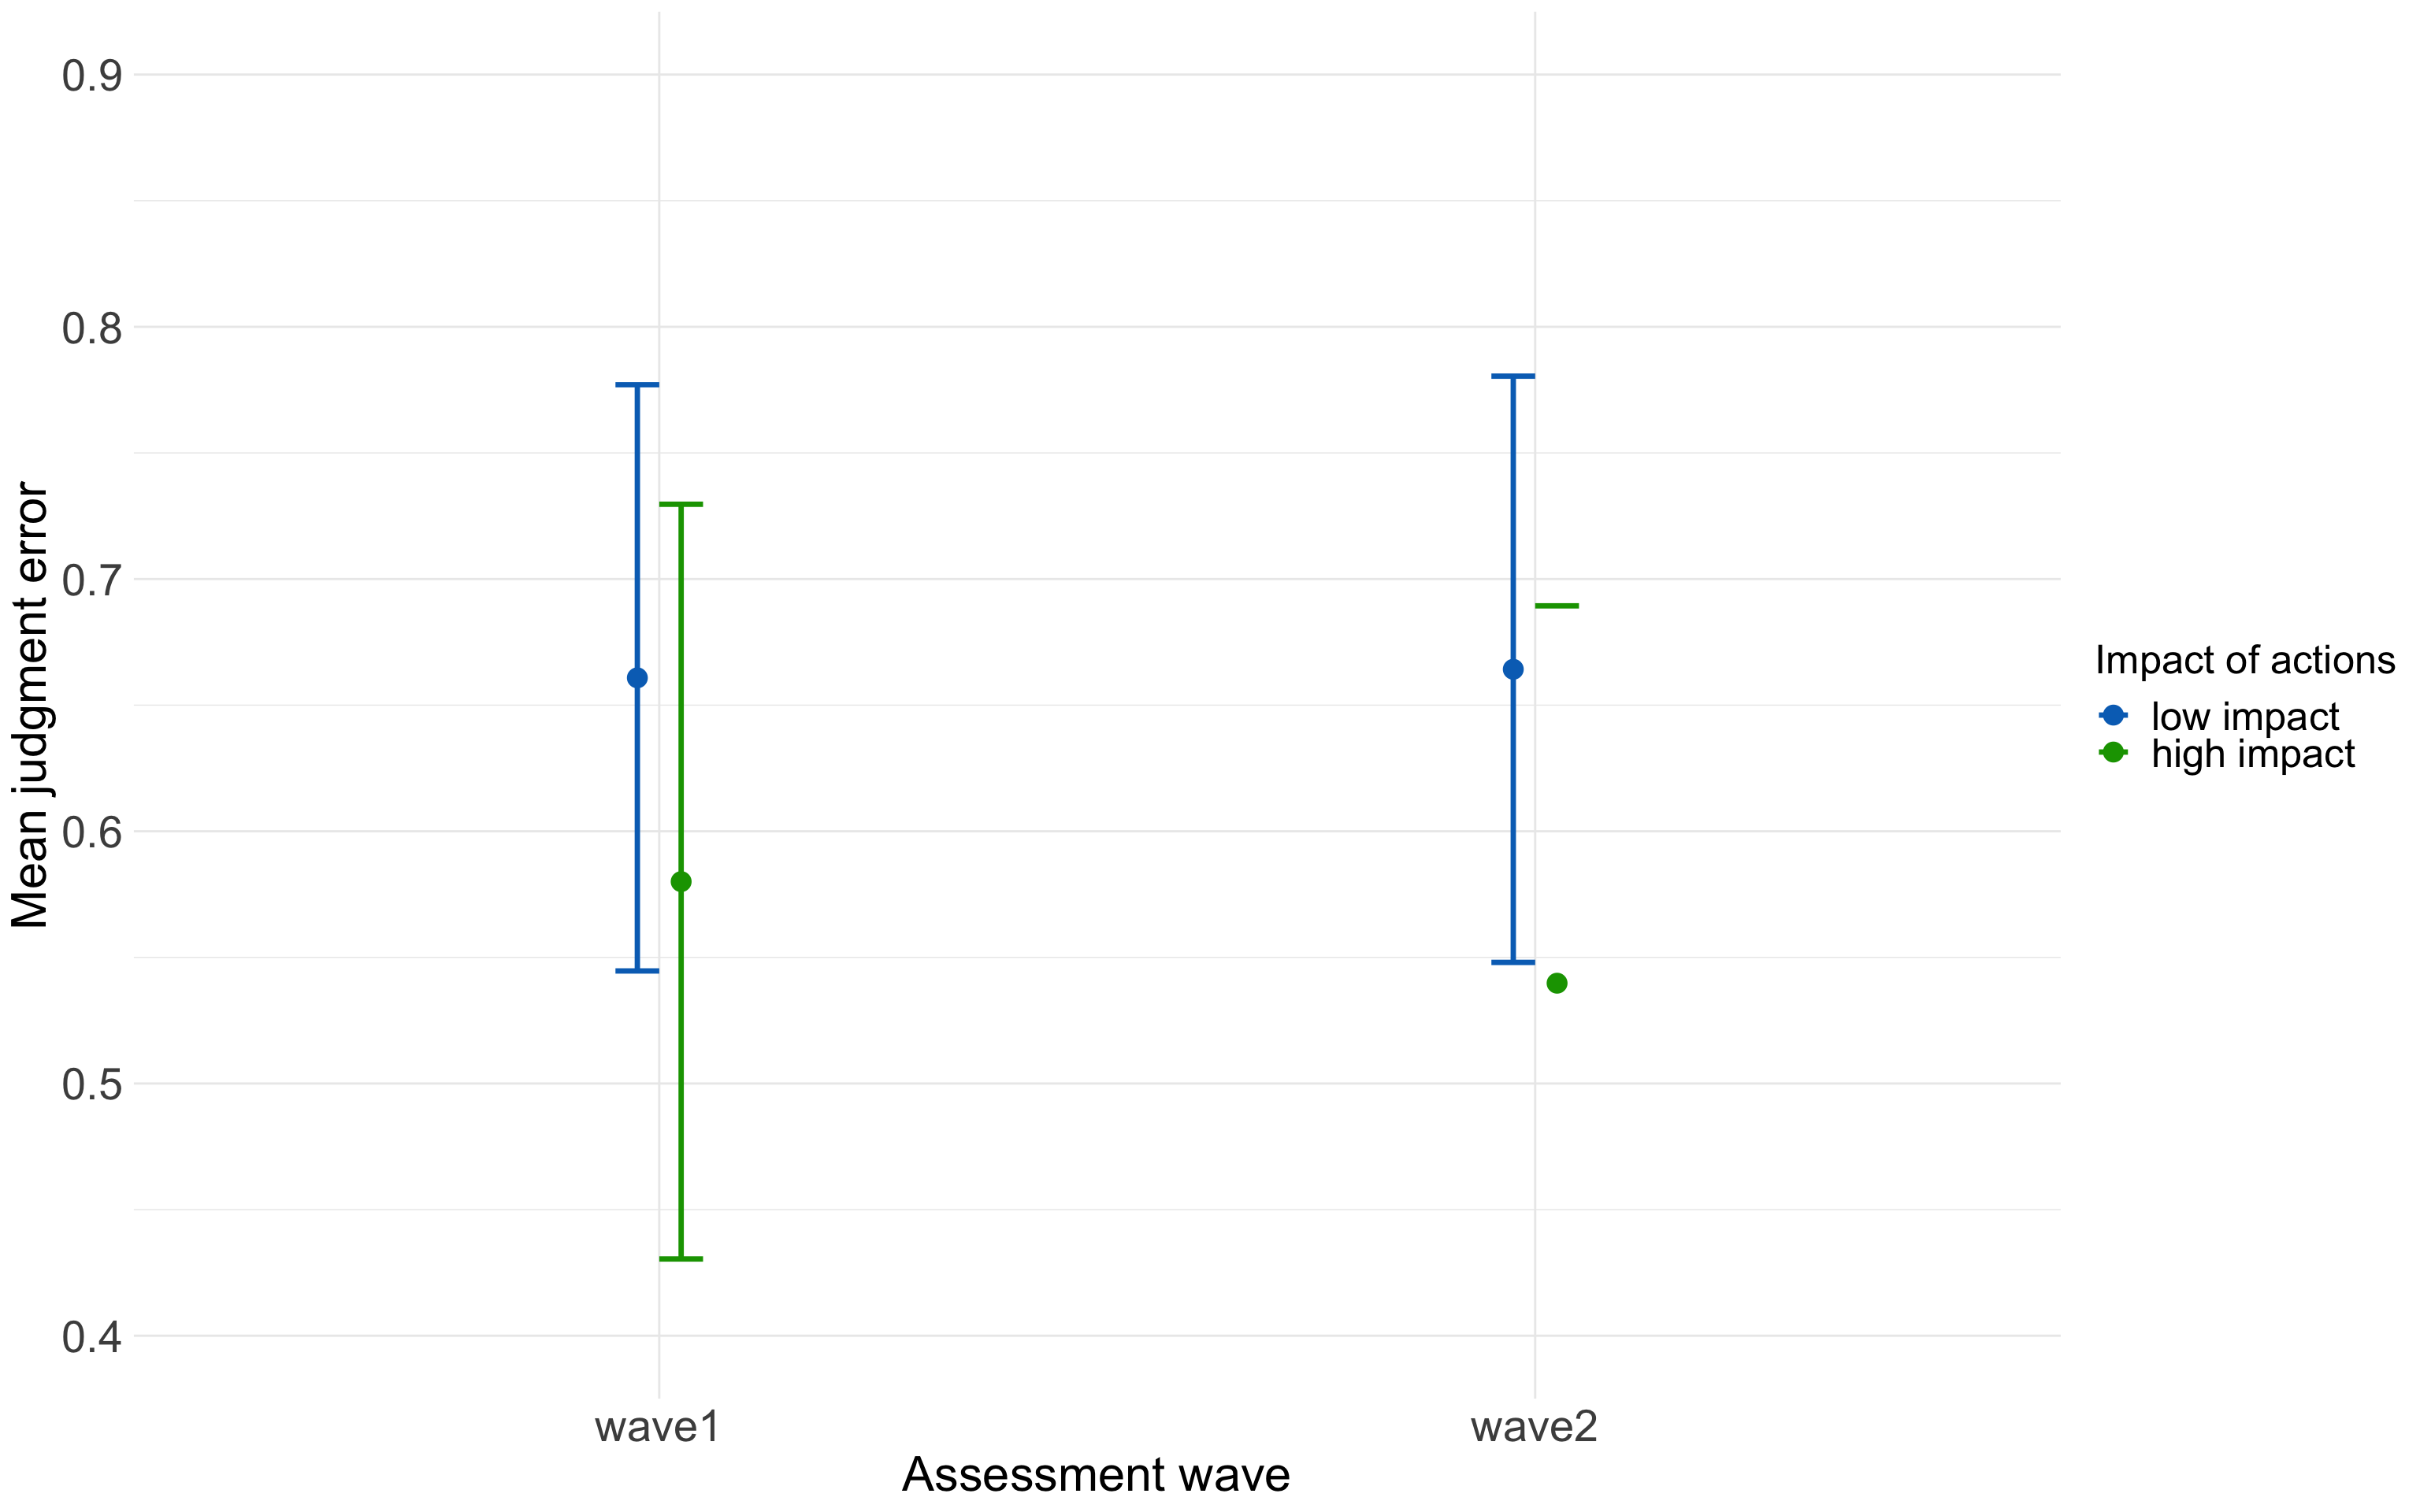 0.9
0.8
0.7
0.6
0.5
0.4
Mean judgment error
wave1
wave2
Assessment wave
Impact of actions
low impact
high impact